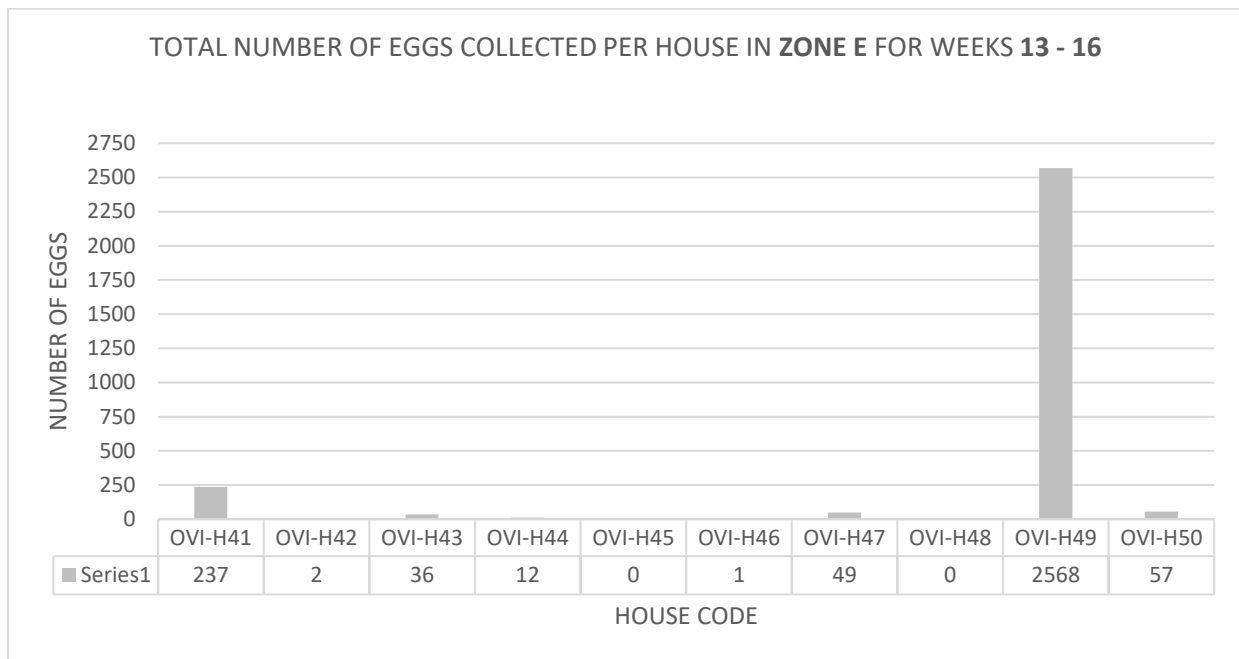 TOTAL NUMBER OF EGGS COLLECTED PER HOUSE IN ZONE E FOR WEEKS 13 - 16
NUMBER OF EGGS
2750
2500
2250
2000
1750
1500
1250
1000
750
500
250
0
OVI-H41 OVI-H42 OVI-H43 OVI-H44 OVI-H45 OVI-H46 OVI-H47 OVI-H48 OVI-H49 OVI-H50
Series1 237 2 36 12 0 1 49 0 2568 57
HOUSE CODE